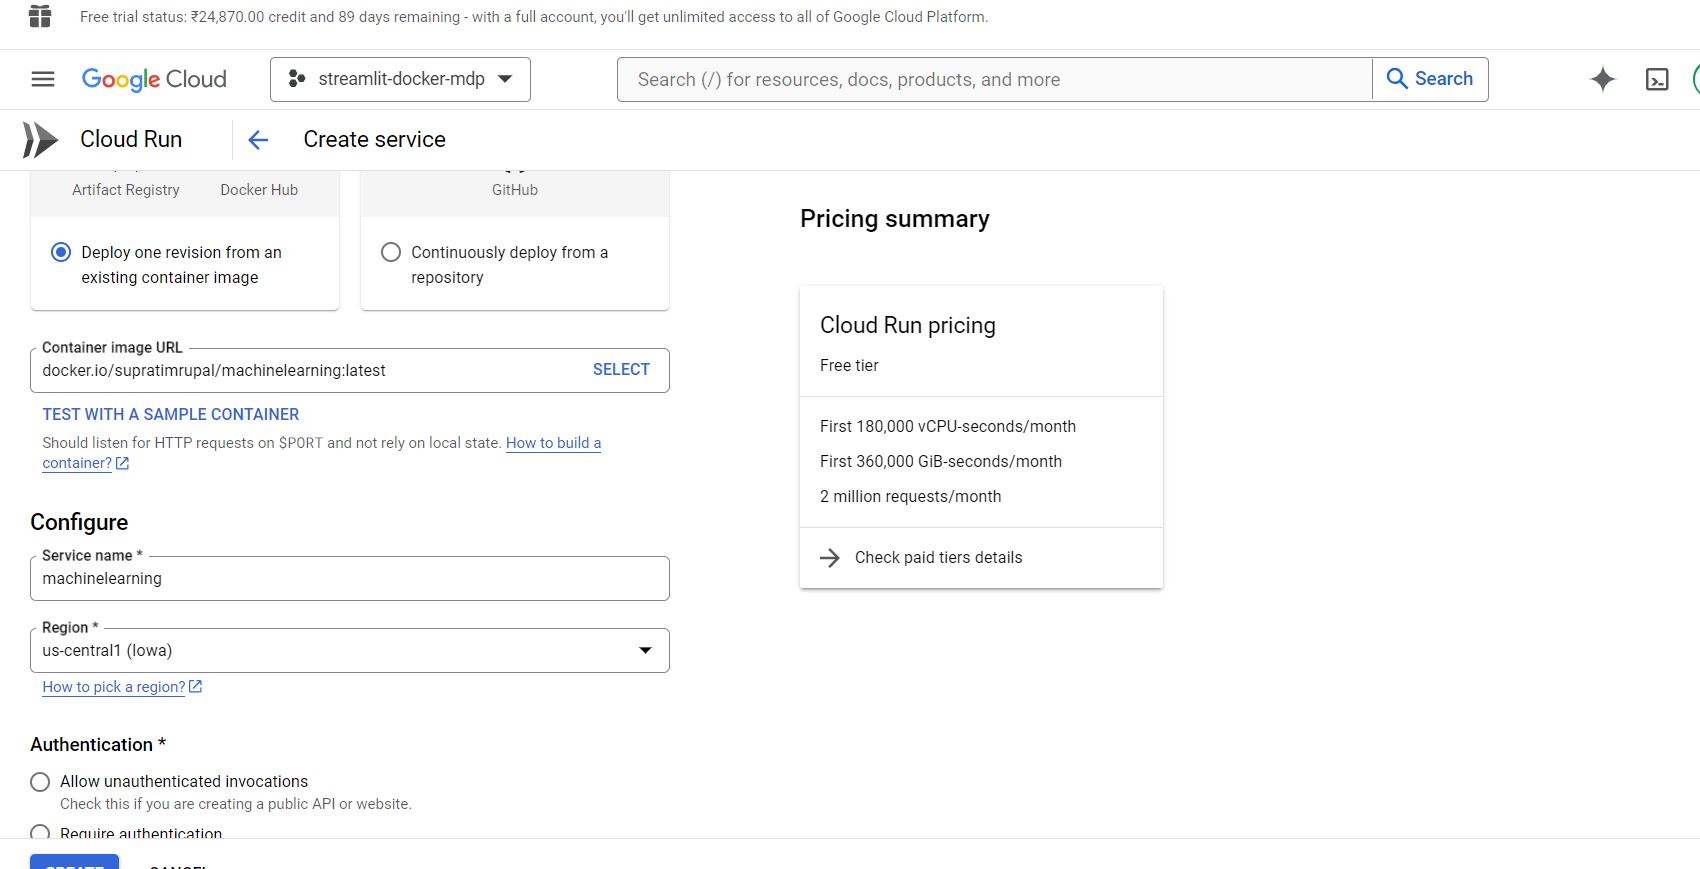 Free trial status: ₹24,870.00 credit and 89 days remaining - with a full account, you'll get unlimited access to all of Google Cloud Platform.
Google Cloud
streamlit-docker-mdp
Search (/) for resources, docs, products, and more
Search
Cloud Run
Create service
Artifact Registry
Docker Hub
GitHub
Deploy one revision from an
existing container image
Continuously deploy from a
repository
Container image URL
docker.io/supratimrupal/machinelearning:latest
SELECT
TEST WITH A SAMPLE CONTAINER
Should listen for HTTP requests on $PORT and not rely on local state. How to build a
container?
Configure
Service name *
machinelearning
Region *
us-central1 (Iowa)
How to pick a region?
Authentication *
Allow unauthenticated invocations
Check this if you are creating a public API or website.
Require authentication
CREATE
CANCEL
Pricing summary
Cloud Run pricing
Free tier
First 180,000 vCPU-seconds/month
First 360,000 GiB-seconds/month
2 million requests/month
Check paid tiers details